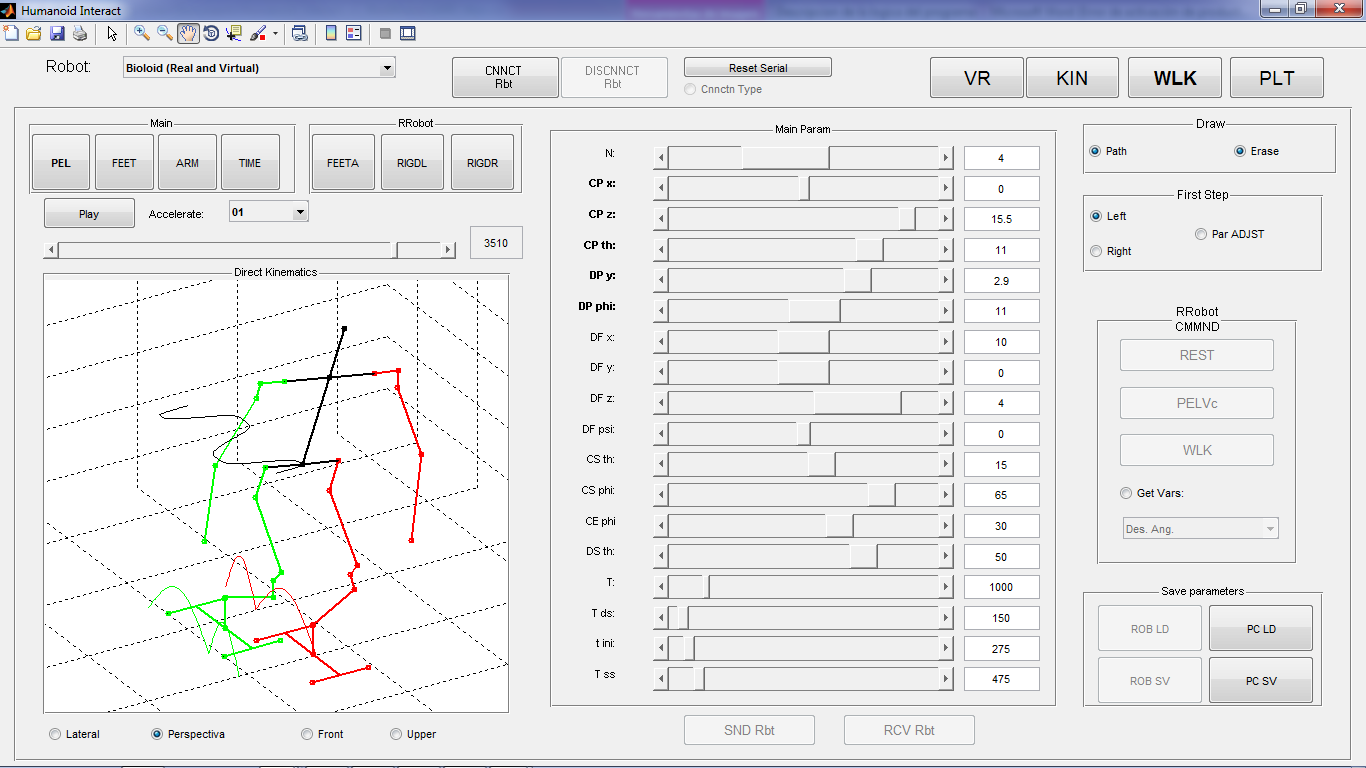 Humanoid Interact
Robot:
Bioloid (Real and Virtual)
CNNCT
Rbt
DISCNNCT
Rbt
Reset Serial
Cnnctn Type
VR
KIN
WLK
PLT
Main
PEL
FEET
ARM
TIME
RRobot
FEETA
RIGDL
RIGDR
Play
Accelerate:
01
3510
Direct Kinematics
Lateral
Perspectiva
Front
Upper
Main Param
N:
4
CP x:
0
CP z:
15.5
CP th:
11
DP y:
2.9
DP phi:
11
DF x:
10
DF y:
0
DF z:
4
DF psi:
0
CS th:
15
CS phi:
65
CE phi
30
DS th:
50
T:
1000
T ds:
150
t ini:
275
T ss
475
SND Rbt
RCV Rbt
Draw
Path
Erase
First Step
Left
Right
Par ADJST
RRobot
CMMND
REST
PELVc
WLK
Get Vars:
Des. Ang.
Save parameters
ROB LD
PC LD
ROB SV
PC SV